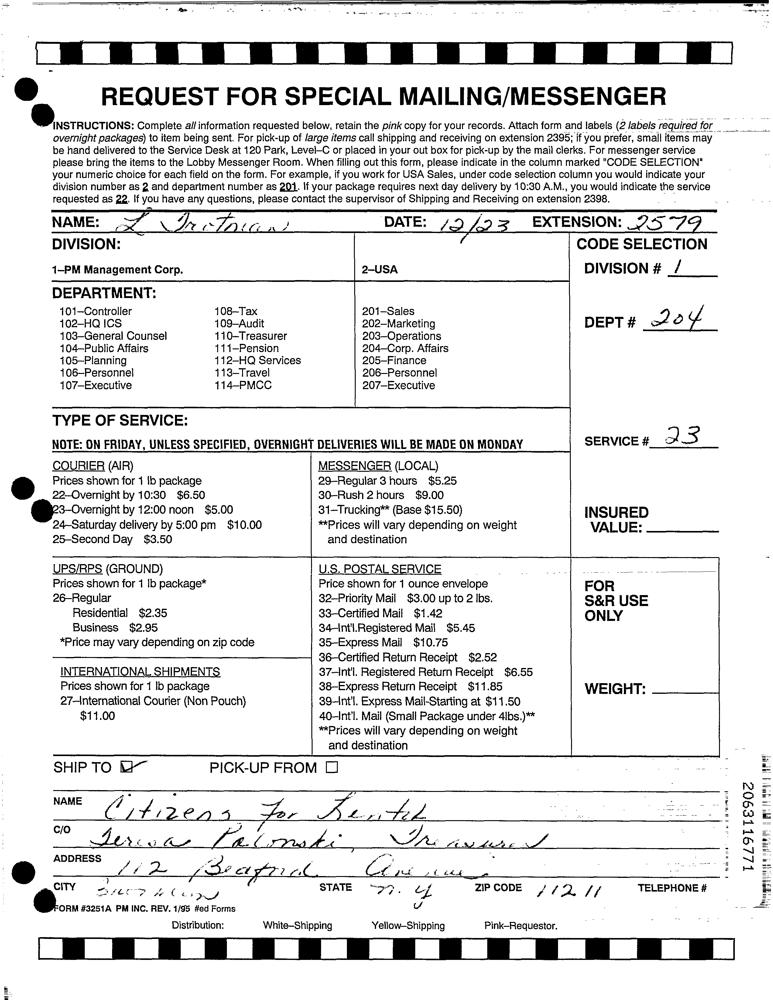 REQUEST FOR SPECIAL MAILING/MESSENGER
INSTRUCTIONS: Complete all information requested below, retain the pink copy for your records. Attach form and labels (2 labels required for
overnight packages) to item being sent. For pick-up of large items call shipping and receiving on extension 2395; if you prefer, small items may
be hand delivered to the Service Desk at 120 Park, Level–C or placed in your out box for pick-up by the mail clerks. For messenger service
please bring the items to the Lobby Messenger Room. When filling out this form, please indicate in the column marked "CODE SELECTION"
your numeric choice for each field on the form. For example, if you work for USA Sales, under code selection column you would indicate your
division number as 2 and department number as 201. If your package requires next day delivery by 10:30 A.M., you would indicate the service
requested as 22. If you have any questions, please contact the supervisor of Shipping and Receiving on extension 2398.
NAME: L Trotman DATE: 12/23 EXTENSION: 2579
DIVISION: CODE SELECTION
1–PM Management Corp. 2–USA DIVISION # 1
DEPARTMENT:
101–Controller 108–Tax 201–Sales
102–HQ ICS 109–Audit 202–Marketing DEPT # 204
103–General Counsel 110–Treasurer 203–Operations
104–Public Affairs 111–Pension 204–Corp. Affairs
105–Planning 112–HQ Services 205–Finance
106–Personnel 113–Travel 206–Personnel
107–Executive 114–PMCC 207–Executive
TYPE OF SERVICE:
NOTE: ON FRIDAY, UNLESS SPECIFIED, OVERNIGHT DELIVERIES WILL BE MADE ON MONDAY SERVICE # 23
COURIER (AIR)
Prices shown for 1 lb package
22–Overnight by 10:30 $6.50
23–Overnight by 12:00 noon $5.00
24–Saturday delivery by 5:00 pm $10.00
25–Second Day $3.50
MESSENGER (LOCAL)
29–Regular 3 hours $5.25
30–Rush 2 hours $9.00
31–Trucking** (Base $15.50)
**Prices will vary depending on weight
and destination
INSURED
VALUE:
UPS/RPS (GROUND)
Prices shown for 1 lb package*
26–Regular
Residential $2.35
Business $2.95
*Price may vary depending on zip code
INTERNATIONAL SHIPMENTS
Prices shown for 1 lb package
27–International Courier (Non Pouch)
$11.00
U.S. POSTAL SERVICE
Price shown for 1 ounce envelope
32–Priority Mail $3.00 up to 2 lbs.
33–Certified Mail $1.42
34–Int'l.Registered Mail $5.45
35–Express Mail $10.75
36–Certified Return Receipt $2.52
37–Int'l. Registered Return Receipt $6.55
38–Express Return Receipt $11.85
39–Int'l. Express Mail-Starting at $11.50
40–Int'l. Mail (Small Package under 4lbs.)**
**Prices will vary depending on weight
and destination
FOR
S&R USE
ONLY
WEIGHT:
SHIP TO PICK-UP FROM
NAME Citizens For
C/O Teresa Treasurer
ADDRESS 112 Avenue
CITY STATE N.Y ZIP CODE 11211 TELEPHONE #
FORM #3251A PM INC. REV. 1/95 #ed Forms
Distribution: White–Shipping Yellow–Shipping Pink–Requestor.
2063116771